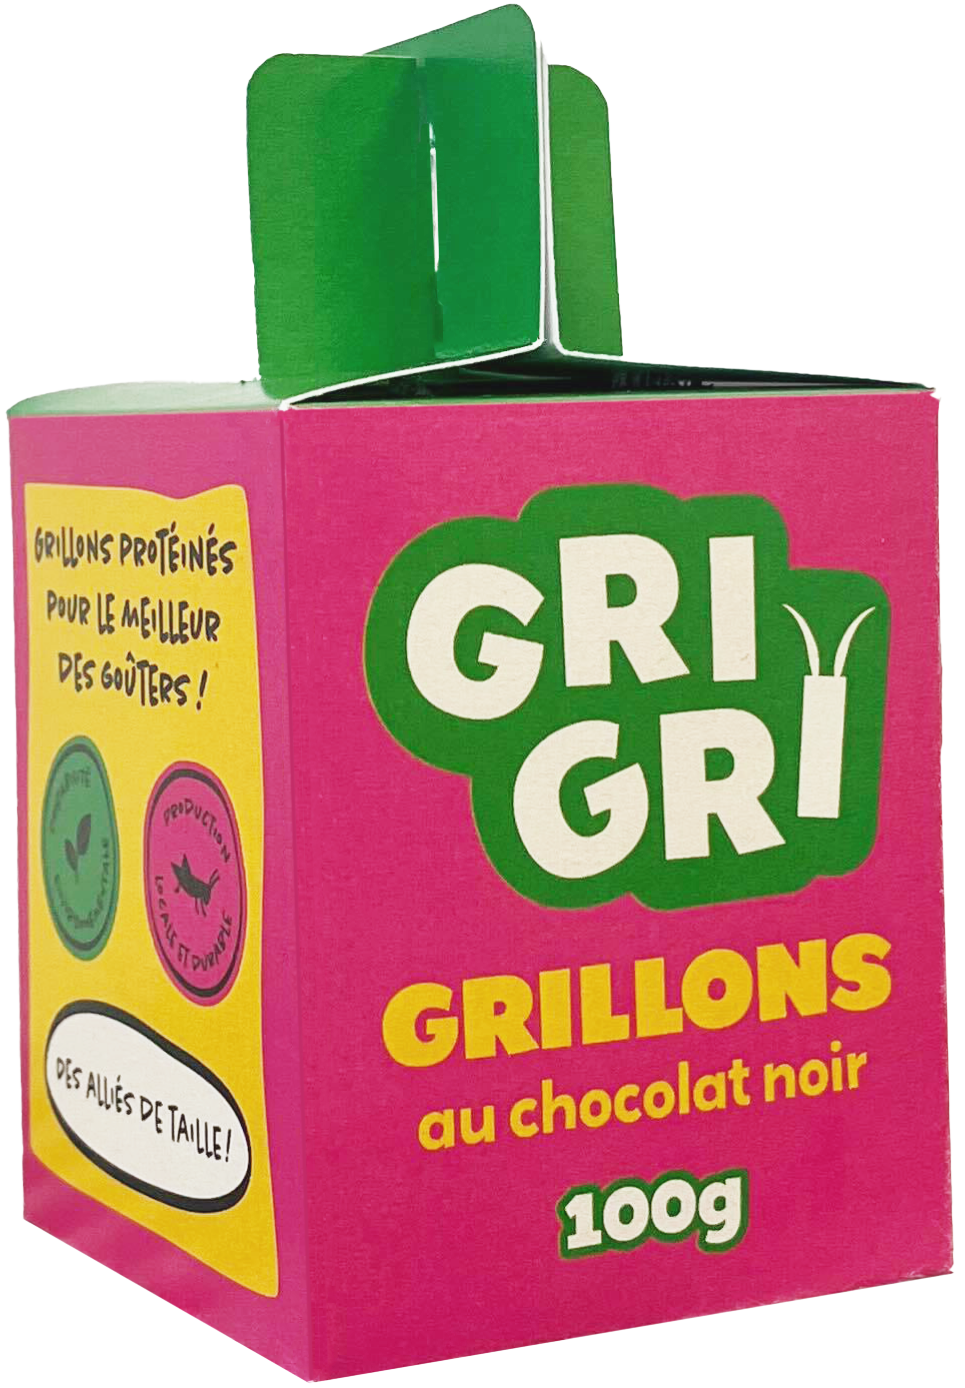 GRILLONS PROTÉINÉS
POUR LE MEILLEUR
DES GOÛTERS !
PRODUCTION
LOCALE ET DURABLE
DES ALLIÉS DE TAILLE !
GRI
GRI
GRILLONS
au chocolat noir
100g